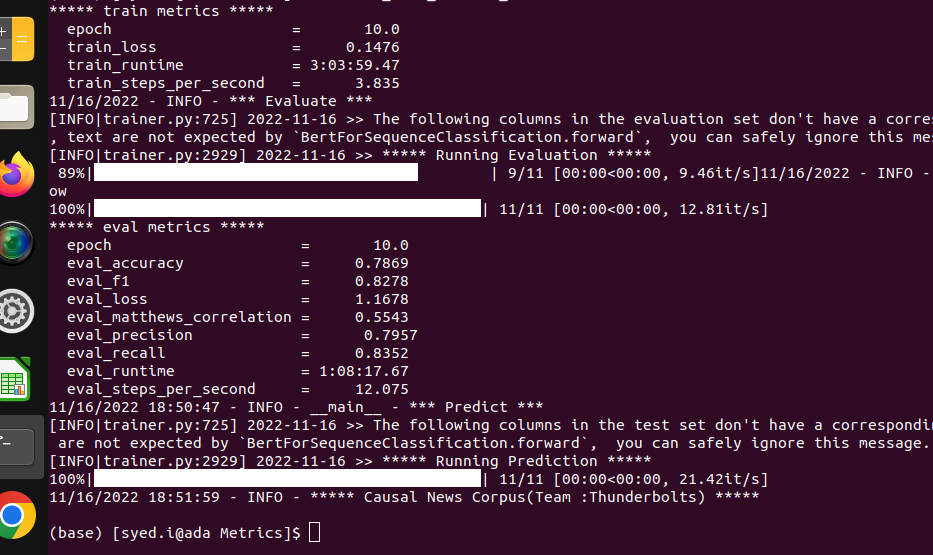 ***** train metrics *****
epoch = 10.0
train_loss = 0.1476
train_runtime = 3:03:59.47
train_steps_per_second = 3.835
11/16/2022 - INFO - *** Evaluate ***
[INFO|trainer.py:725] 2022-11-16 >> The following columns in the evaluation set don't have a corres
, text are not expected by `BertForSequenceClassification.forward`,  you can safely ignore this mes
[INFO|trainer.py:2929] 2022-11-16 >> ***** Running Evaluation *****
89%| | 9/11 [00:00<00:00, 9.46it/s]11/16/2022 - INFO -
ow
100%| | 11/11 [00:00<00:00, 12.81it/s]
***** eval metrics *****
epoch = 10.0
eval_accuracy = 0.7869
eval_f1 = 0.8278
eval_loss = 1.1678
eval_matthews_correlation = 0.5543
eval_precision = 0.7957
eval_recall = 0.8352
eval_runtime = 1:08:17.67
eval_steps_per_second = 12.075
11/16/2022 18:50:47 - INFO - __main__ - *** Predict ***
[INFO|trainer.py:725] 2022-11-16 >> The following columns in the test set don't have a correspondin
are not expected by `BertForSequenceClassification.forward`,  you can safely ignore this message.
[INFO|trainer.py:2929] 2022-11-16 >> ***** Running Prediction *****
100%| | 11/11 [00:00<00:00, 21.42it/s]
11/16/2022 18:51:59 - INFO - ***** Causal News Corpus(Team :Thunderbolts) *****
(base) [syed.i@ada Metrics]$